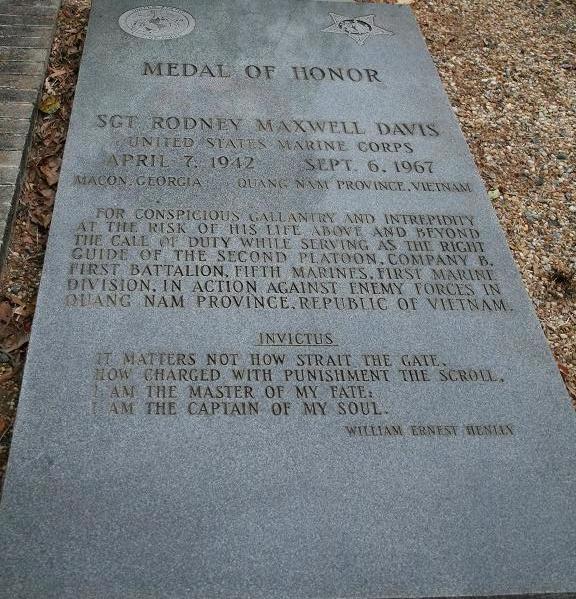 MEDAL OF HONOR
SGT RODNEY MAXWELL DAVIS
UNITED STATES MARINE CORPS
APRIL 7, 1942 SEPT. 6, 1967
MACON, GEORGIA QUANG NAM PROVINCE, VIETNAM
FOR CONSPICIOUS GALLANTRY AND INTREPIDITY
AT THE RISK OF HIS LIFE ABOVE AND BEYOND
THE CALL OF DUTY WHILE SERVING AS THE RIGHT
GUIDE OF THE SECOND PLATOON, COMPANY B,
FIRST BATTALION, FIFTH MARINES, FIRST MARINE
DIVISION, IN ACTION AGAINST ENEMY FORCES IN
QUANG NAM PROVINCE, REPUBLIC OF VIETNAM.
INVICTUS
IT MATTERS NOT HOW STRAIT THE GATE,
HOW CHARGED WITH PUNISHMENT THE SCROLL,
I AM THE MASTER OF MY FATE;
I AM THE CAPTAIN OF MY SOUL.
WILLIAM ERNEST HENLEY